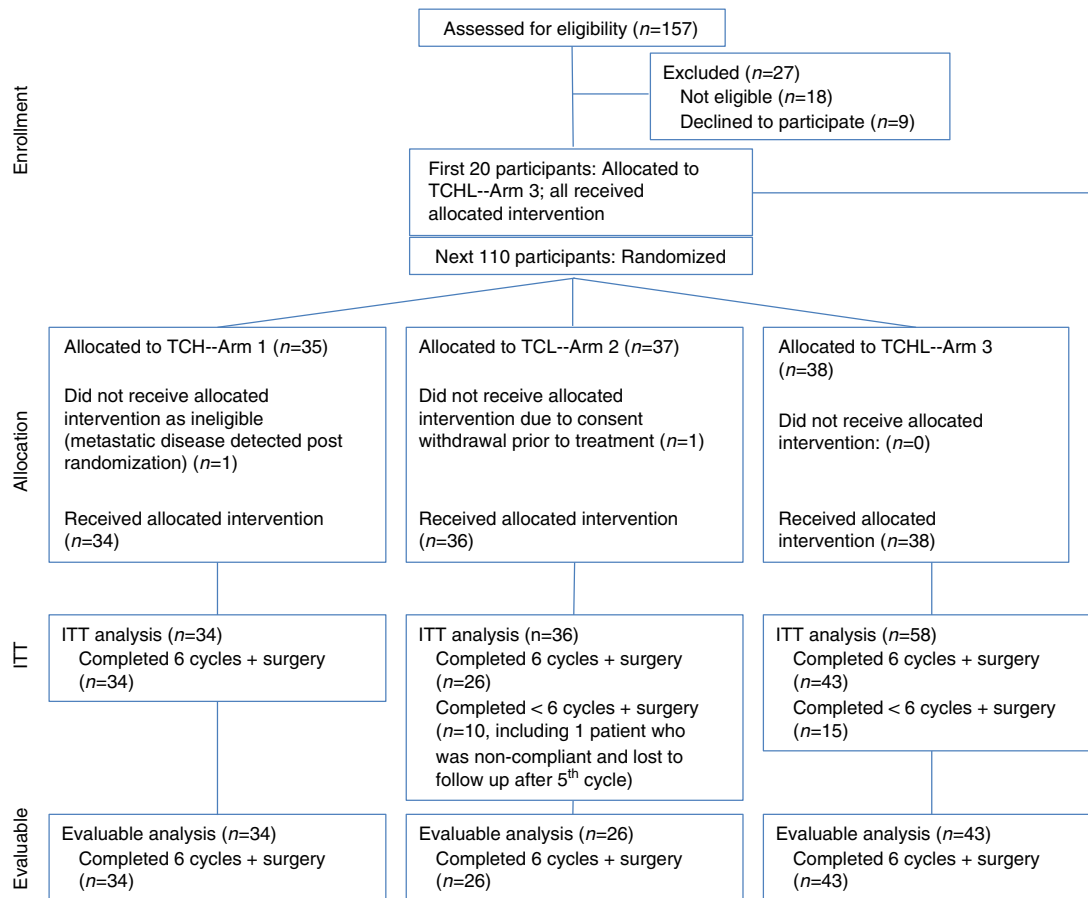 Assessed for eligibility (n=157)
Excluded (n=27)
Not eligible (n=18)
Declined to participate (n=9)
Enrollment
First 20 participants: Allocated to
TCHL--Arm 3; all received
allocated intervention
Next 110 participants: Randomized
Allocation
Allocated to TCH--Arm 1 (n=35)
Did not receive allocated
intervention as ineligible
(metastatic disease detected post
randomization) (n=1)
Received allocated intervention
(n=34)
Allocated to TCL--Arm 2 (n=37)
Did not receive allocated
intervention due to consent
withdrawal prior to treatment (n=1)
Received allocated intervention
(n=36)
Allocated to TCHL--Arm 3
(n=38)
Did not receive allocated
intervention: (n=0)
Received allocated
intervention (n=38)
ITT
ITT analysis (n=34)
Completed 6 cycles + surgery
(n=34)
ITT analysis (n=36)
Completed 6 cycles + surgery
(n=26)
Completed < 6 cycles + surgery
(n=10, including 1 patient who
was non-compliant and lost to
follow up after 5th cycle)
ITT analysis (n=58)
Completed 6 cycles + surgery
(n=43)
Completed < 6 cycles + surgery
(n=15)
Evaluable
Evaluable analysis (n=34)
Completed 6 cycles + surgery
(n=34)
Evaluable analysis (n=26)
Completed 6 cycles + surgery
(n=26)
Evaluable analysis (n=43)
Completed 6 cycles + surgery
(n=43)